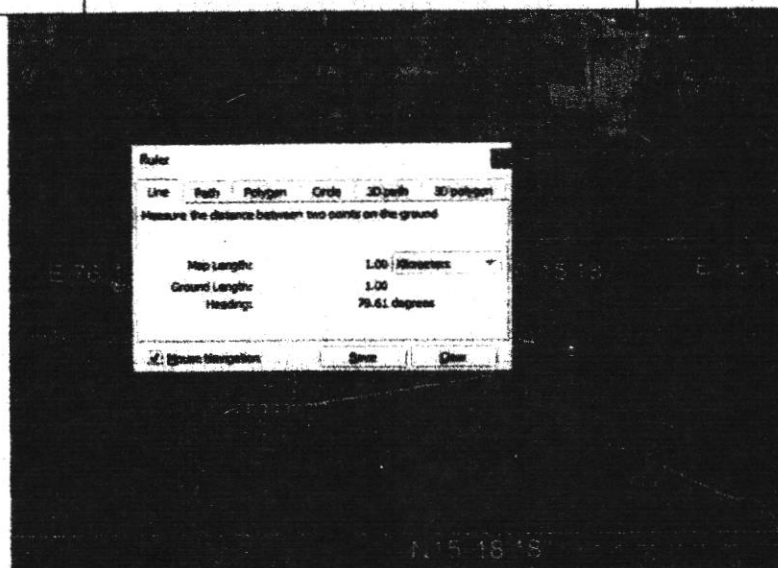 Ruler
Line Path Polygon Circle 3D path 3D polygon
Measure the distance between two points on the ground
Map Length: 1.00 Kilometers
Ground Length: 1.00
Heading: 79.61 degrees
Mouse Navigation Save Clear
N 15 18 18